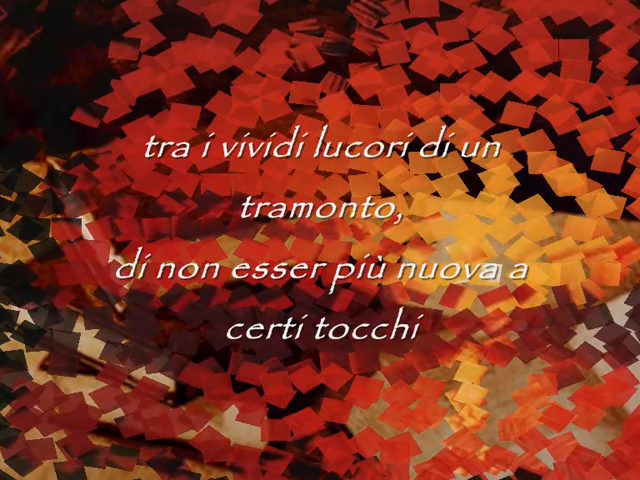 tra i vividi lucori di un
tramonto,
di non esser più nuova a
certi tocchi